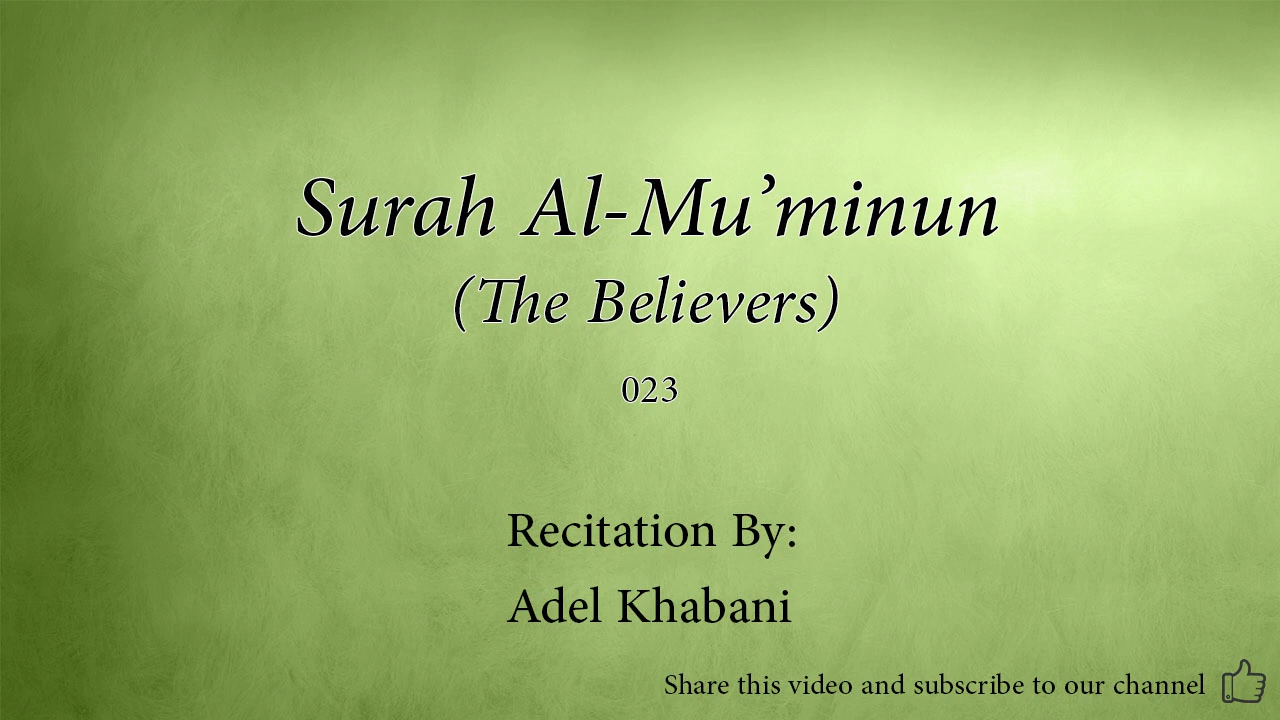 Surah Al-Mu’minun
(The Believers)
023
Recitation By:
Adel Khabani
Share this video and subscribe to our channel